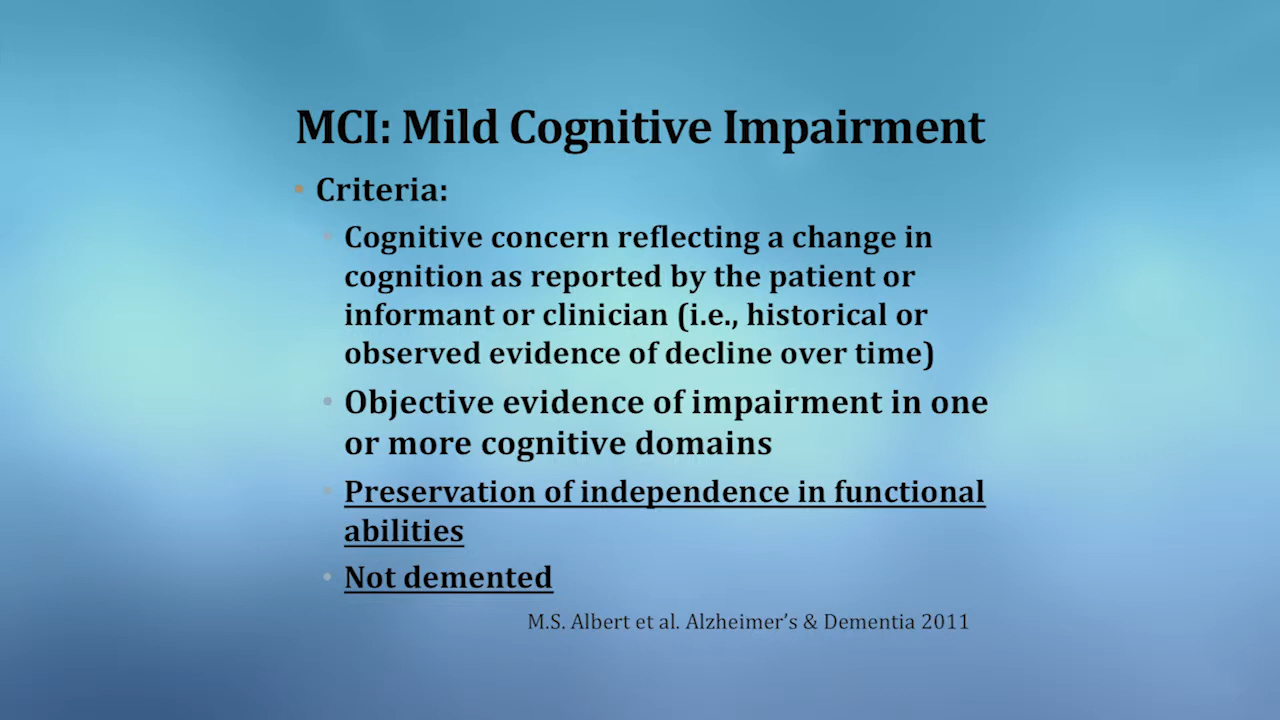 MCI: Mild Cognitive Impairment
• Criteria:
• Cognitive concern reflecting a change in
cognition as reported by the patient or
informant or clinician (i.e., historical or
observed evidence of decline over time)
• Objective evidence of impairment in one
or more cognitive domains
• Preservation of independence in functional
abilities
• Not demented
M.S. Albert et al. Alzheimer’s & Dementia 2011